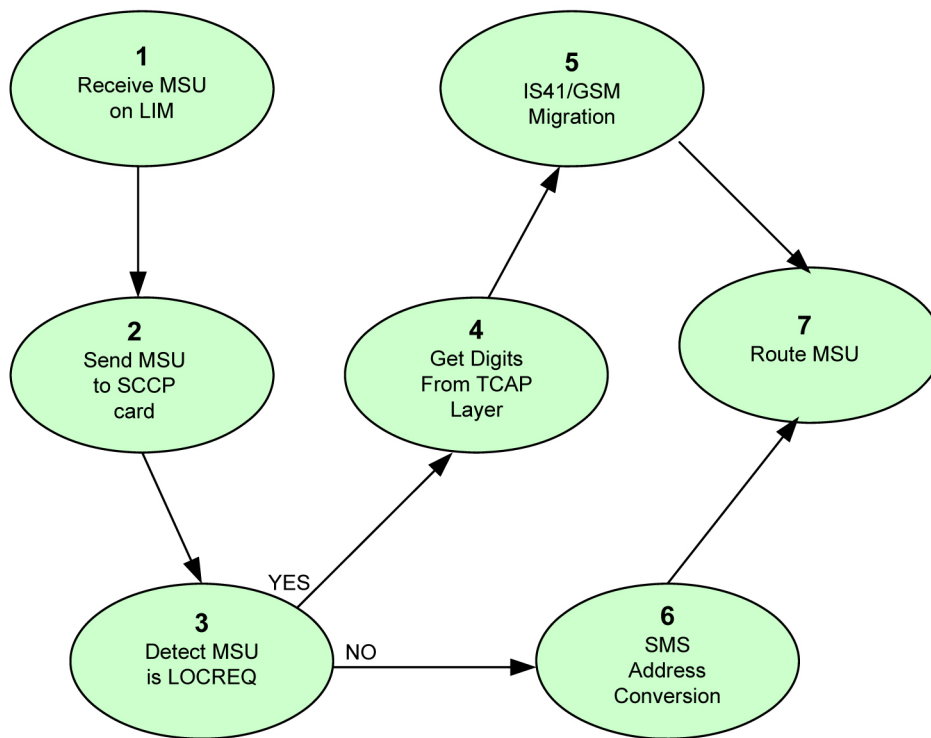 1
Receive MSU
on LIM
2
Send MSU
to SCCP
card
3
Detect MSU
is LOCREQ
YES
NO
4
Get Digits
From TCAP
Layer
5
IS41/GSM
Migration
6
SMS
Address
Conversion
7
Route MSU